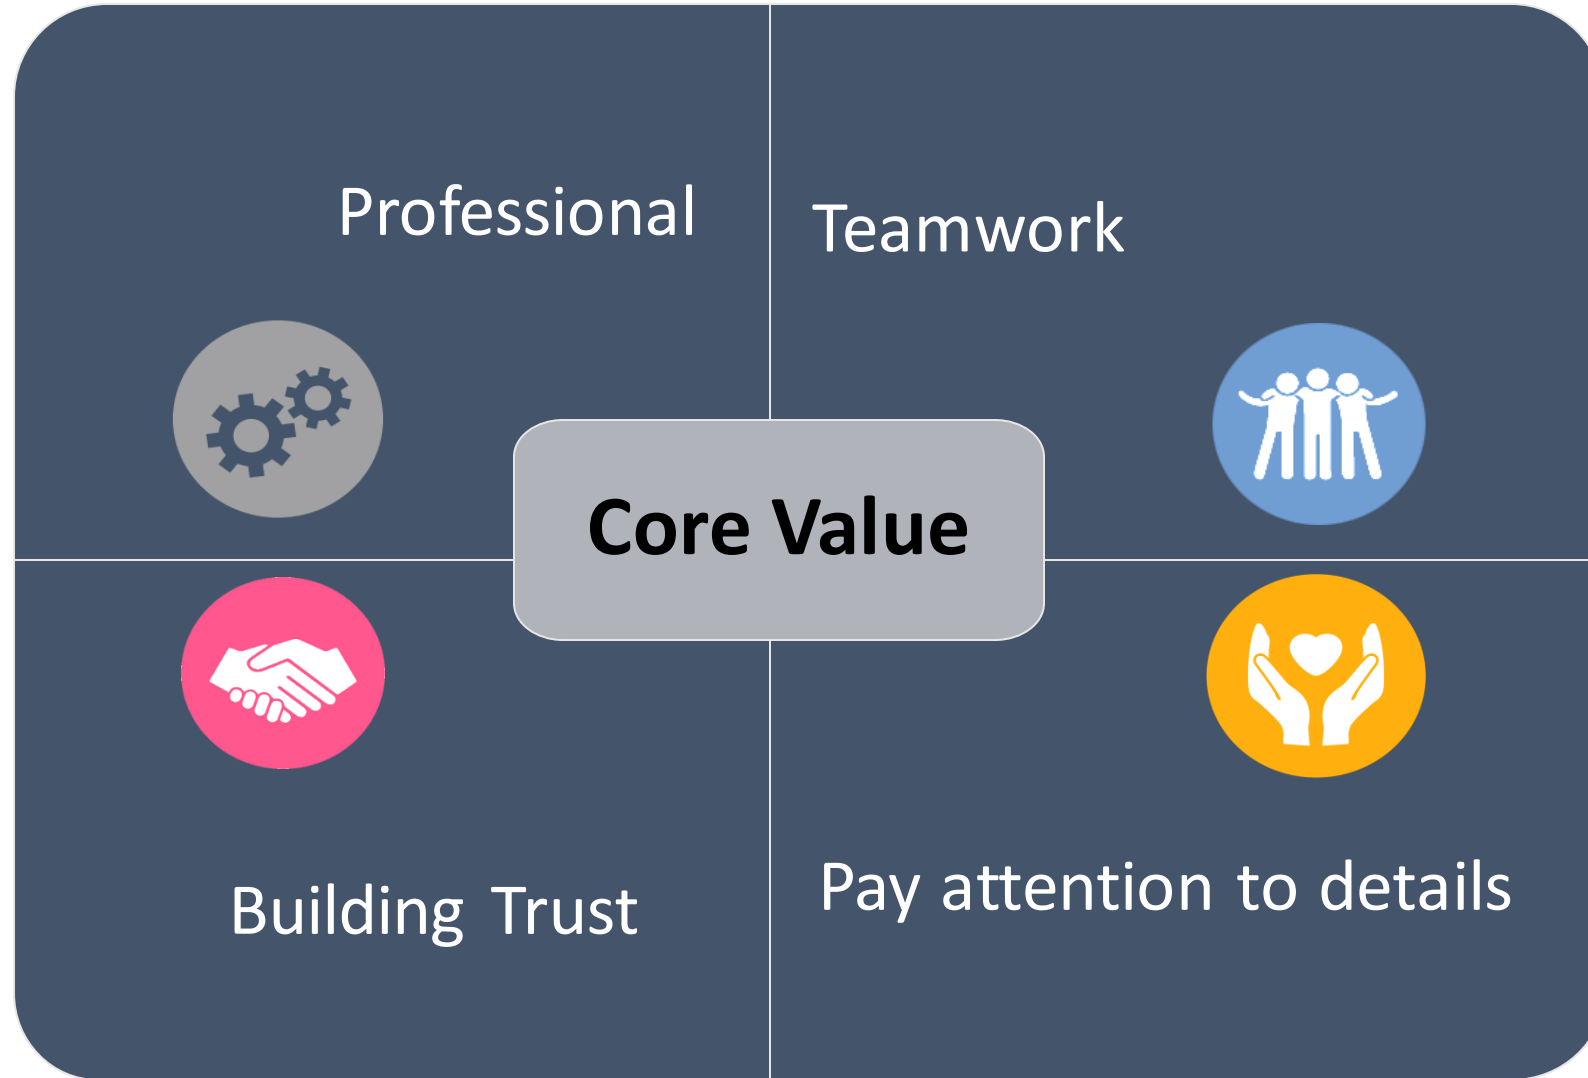 Professional
Teamwork
Core Value
Building Trust
Pay attention to details